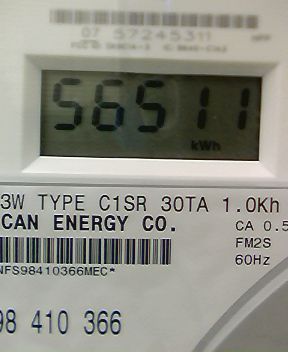 07 57245311
56511
kWh
3W TYPE C1SR 30TA 1.0Kh
CAN ENERGY CO.
CA 0.5
FM2S
NFS98410366MEC*
60Hz
98 410 366